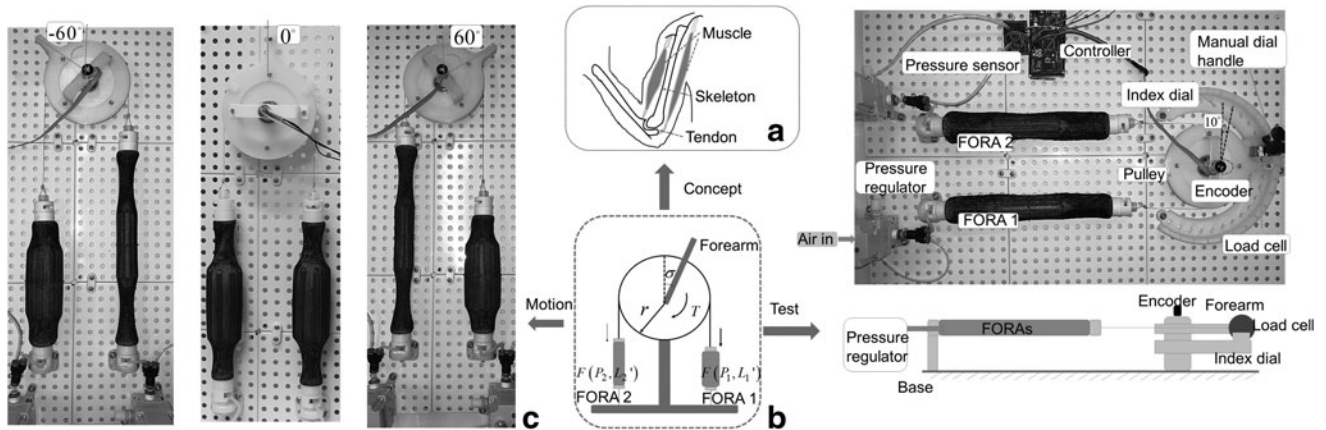 -60°
0°
60°
c
Muscle
Skeleton
Tendon
a
Concept
Motion
Test
Forearm
σ
r
T
F(P₂,L₂')
FORA 2
F(P₁,L₁')
FORA 1
b
Pressure sensor
Controller
Manual dial
handle
Index dial
10°
FORA 2
Pressure
regulator
Pulley
Encoder
FORA 1
Air in
Load cell
Encoder
Forearm
FORAs
Load cell
Pressure
regulator
Index dial
Base